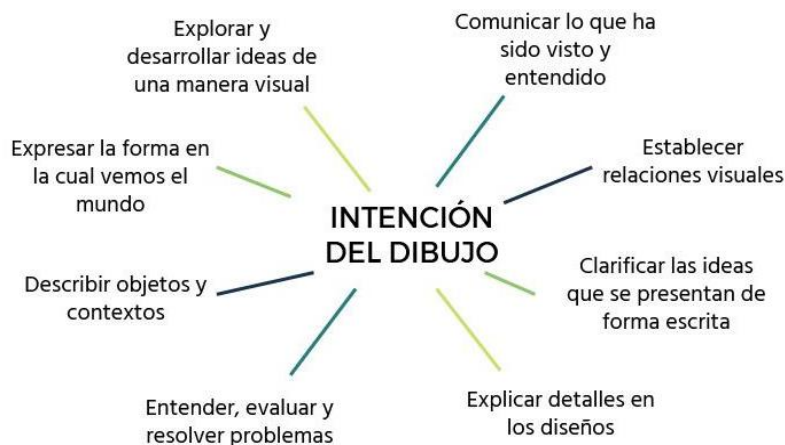 Explorar y
desarrollar ideas de
una manera visual
Comunicar lo que ha
sido visto y
entendido
Expresar la forma en
la cual vemos el
mundo
Establecer
relaciones visuales
INTENCIÓN
DEL DIBUJO
Describir objetos y
contextos
Clarificar las ideas
que se presentan de
forma escrita
Entender, evaluar y
resolver problemas
Explicar detalles en
los diseños